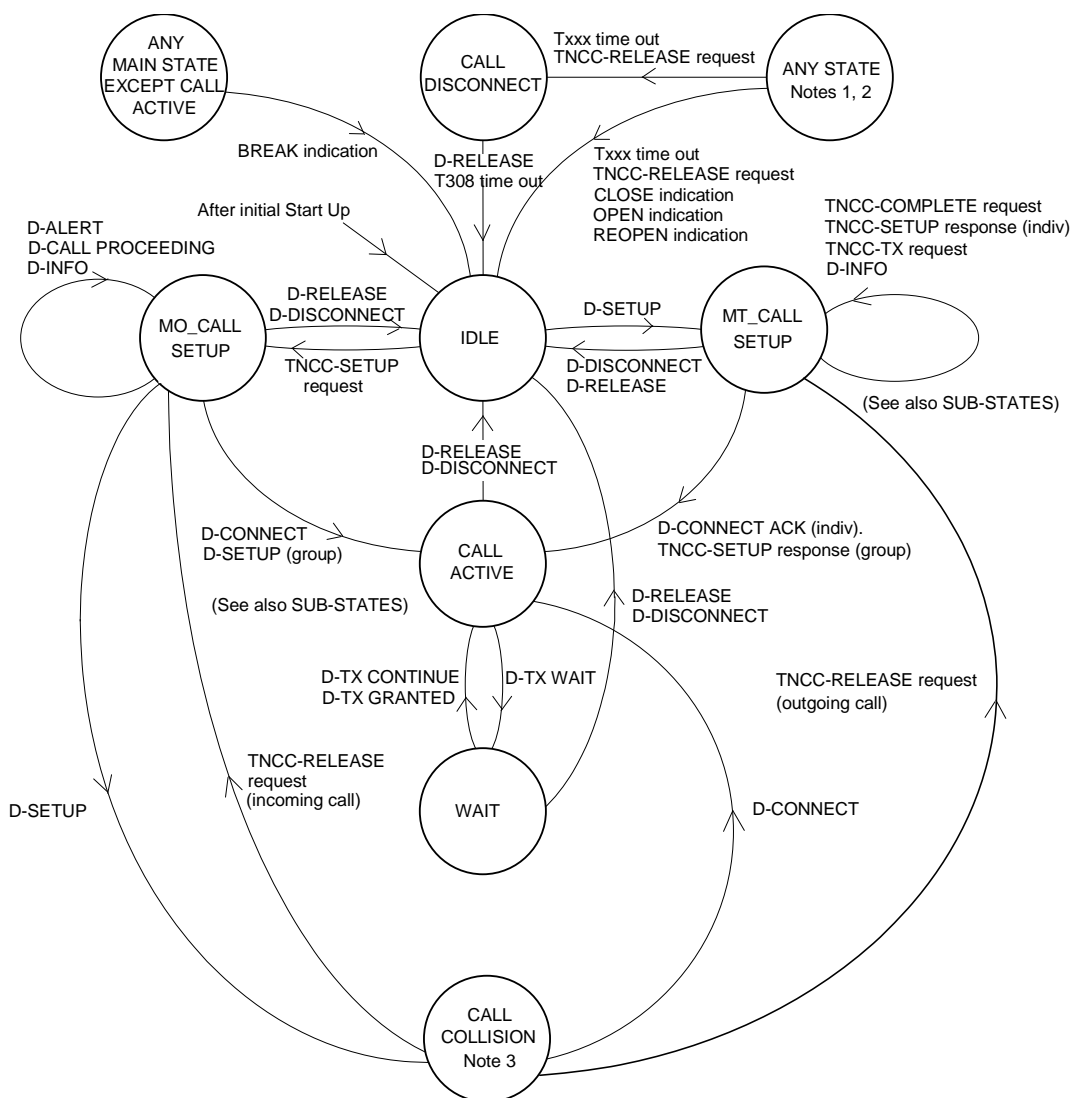 ANY
MAIN STATE
EXCEPT CALL
ACTIVE
CALL
DISCONNECT
Txxx time out
TNCC-RELEASE request
ANY STATE
Notes 1, 2
BREAK indication
D-RELEASE
T308 time out
Txxx time out
TNCC-RELEASE request
CLOSE indication
OPEN indication
REOPEN indication
After initial Start Up
D-ALERT
D-CALL PROCEEDING
D-INFO
TNCC-COMPLETE request
TNCC-SETUP response (indiv)
TNCC-TX request
D-INFO
MO_CALL
SETUP
D-RELEASE
D-DISCONNECT
TNCC-SETUP
request
IDLE
D-SETUP
D-DISCONNECT
D-RELEASE
MT_CALL
SETUP
(See also SUB-STATES)
D-RELEASE
D-DISCONNECT
D-CONNECT
D-SETUP (group)
CALL
ACTIVE
D-CONNECT ACK (indiv).
TNCC-SETUP response (group)
(See also SUB-STATES)
D-RELEASE
D-DISCONNECT
D-TX CONTINUE
D-TX GRANTED
D-TX WAIT
TNCC-RELEASE request
(outgoing call)
TNCC-RELEASE
request
(incoming call)
D-SETUP
WAIT
D-CONNECT
CALL
COLLISION
Note 3